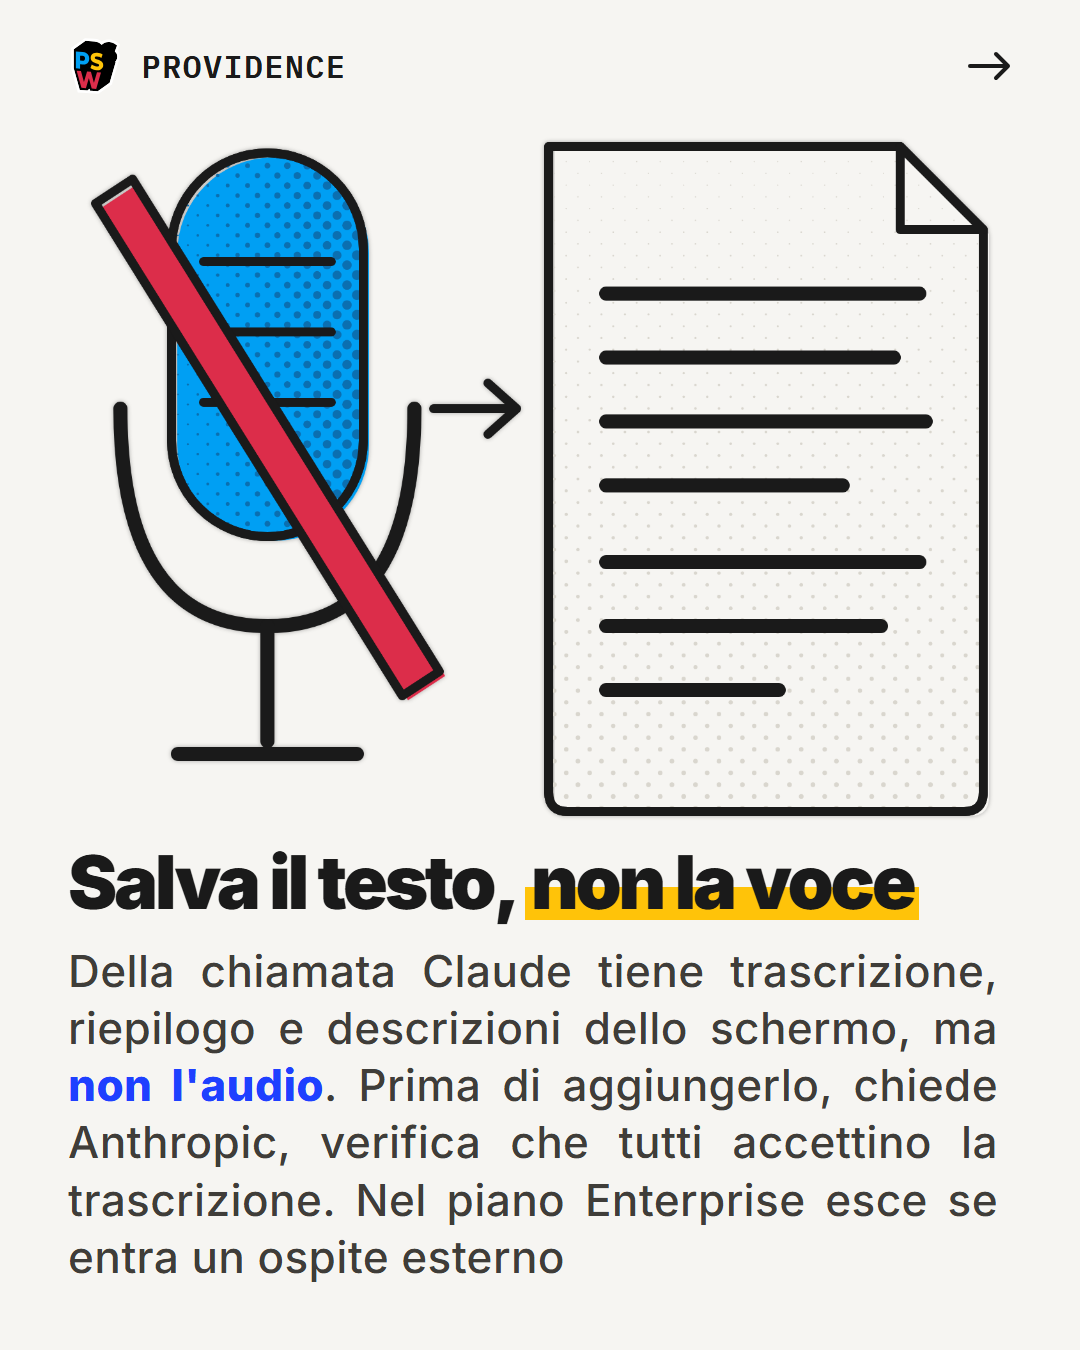 PSW
PROVIDENCE
Salva il testo, non la voce
Della chiamata Claude tiene trascrizione,
riepilogo e descrizioni dello schermo, ma
non l'audio. Prima di aggiungerlo, chiede
Anthropic, verifica che tutti accettino la
trascrizione. Nel piano Enterprise esce se
entra un ospite esterno